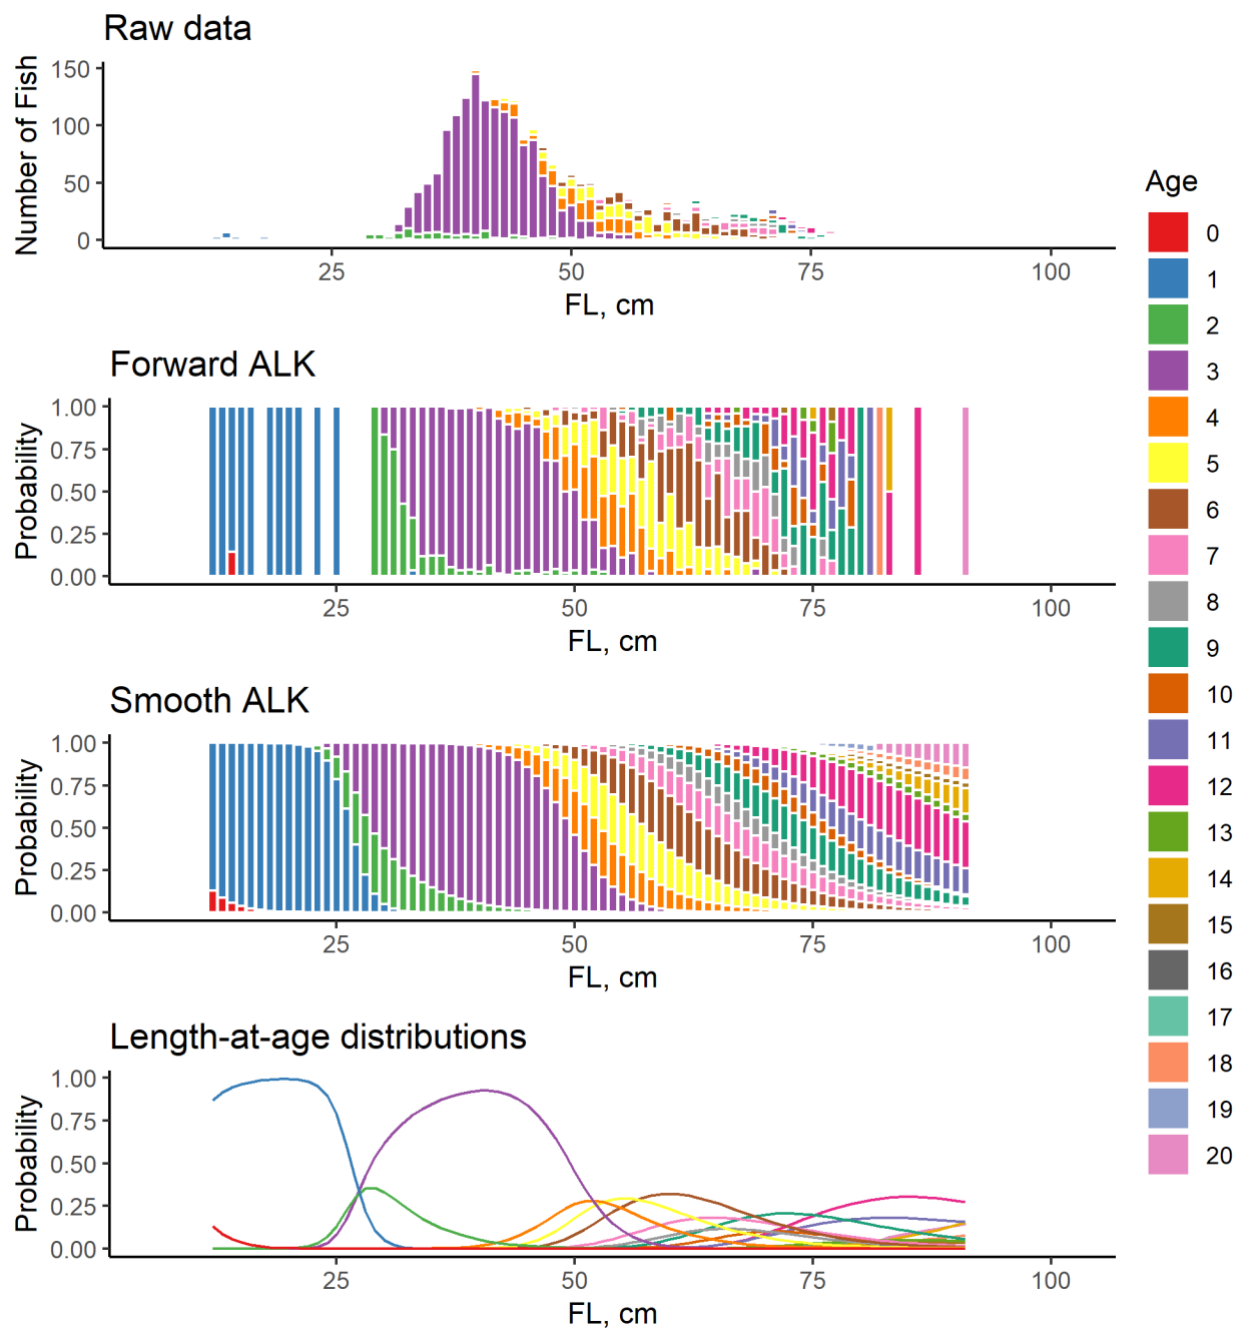 Raw data
Number of Fish
150
100
50
0
25 50 75 100
FL, cm
Forward ALK
Probability
1.00
0.75
0.50
0.25
0.00
25 50 75 100
FL, cm
Smooth ALK
Probability
1.00
0.75
0.50
0.25
0.00
25 50 75 100
FL, cm
Length-at-age distributions
Probability
1.00
0.75
0.50
0.25
0.00
25 50 75 100
FL, cm
Age
0
1
2
3
4
5
6
7
8
9
10
11
12
13
14
15
16
17
18
19
20